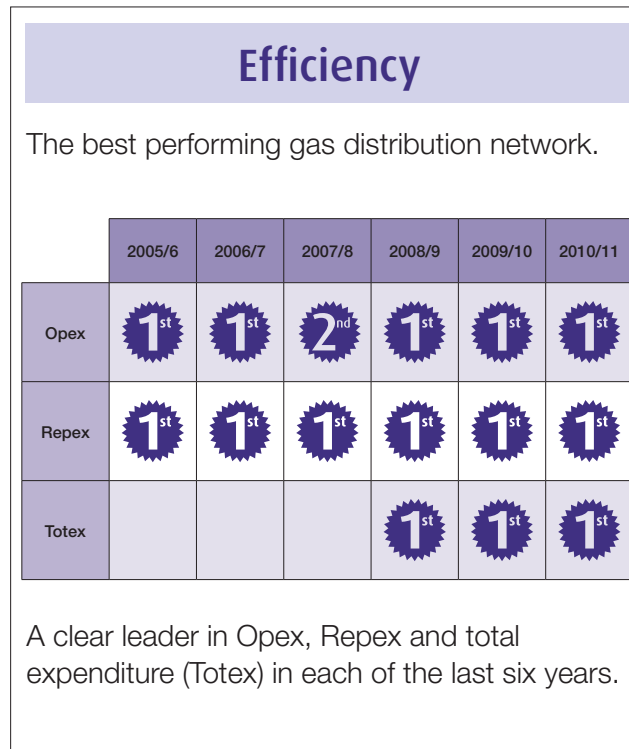 Efficiency
The best performing gas distribution network.
2005/6 2006/7 2007/8 2008/9 2009/10 2010/11
Opex 1st 1st 2nd 1st 1st 1st
Repex 1st 1st 1st 1st 1st 1st
Totex 1st 1st 1st
A clear leader in Opex, Repex and total
expenditure (Totex) in each of the last six years.